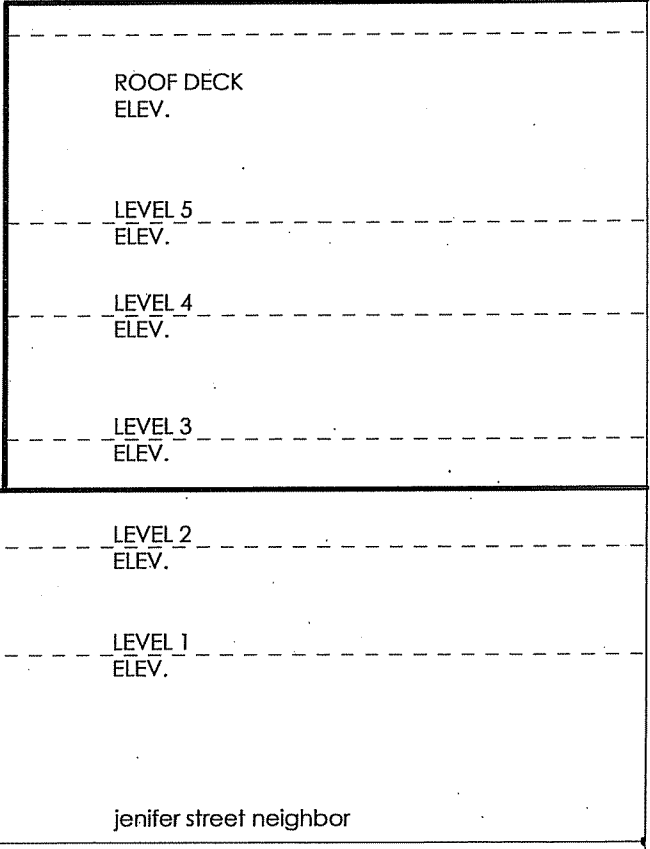 ROOF DECK
ELEV.
LEVEL 5
ELEV.
LEVEL 4
ELEV.
LEVEL 3
ELEV.
LEVEL 2
ELEV.
LEVEL 1
ELEV.
jenifer street neighbor